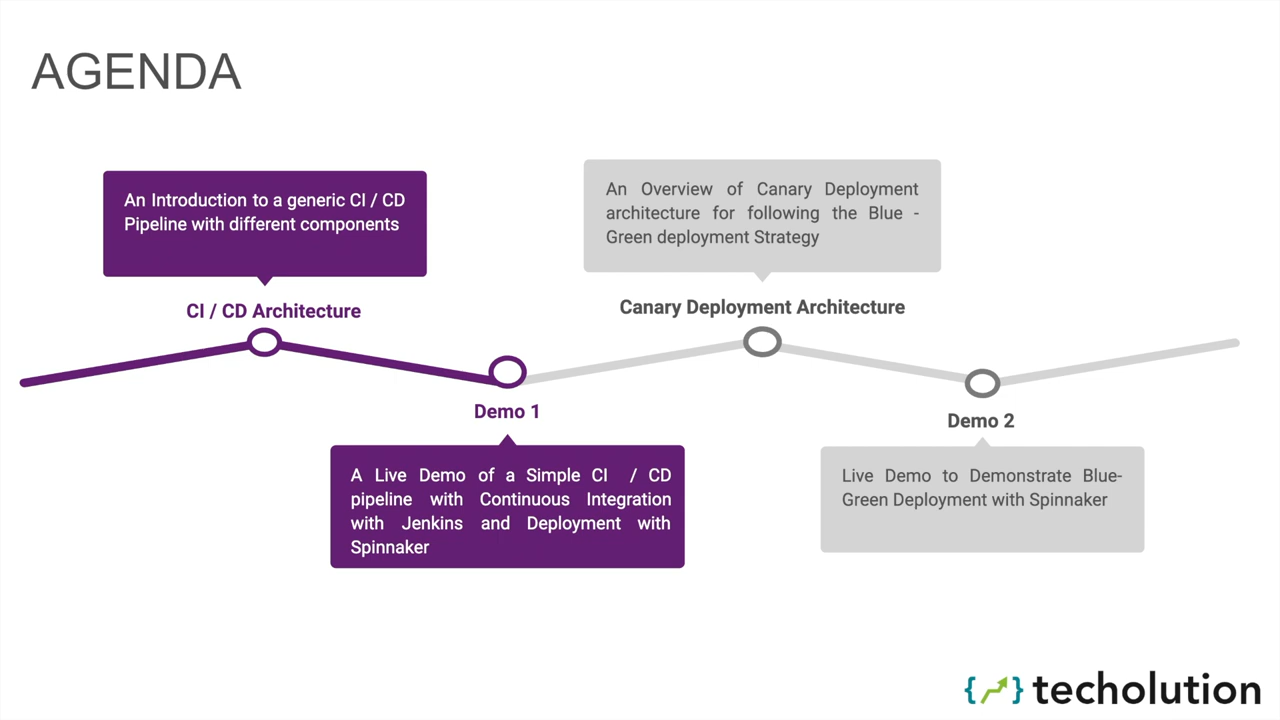 AGENDA
An Introduction to a generic CI / CD
Pipeline with different components
CI / CD Architecture
Demo 1
A Live Demo of a Simple CI / CD
pipeline with Continuous Integration
with Jenkins and Deployment with
Spinnaker
An Overview of Canary Deployment
architecture for following the Blue -
Green deployment Strategy
Canary Deployment Architecture
Demo 2
Live Demo to Demonstrate Blue-
Green Deployment with Spinnaker
techolution